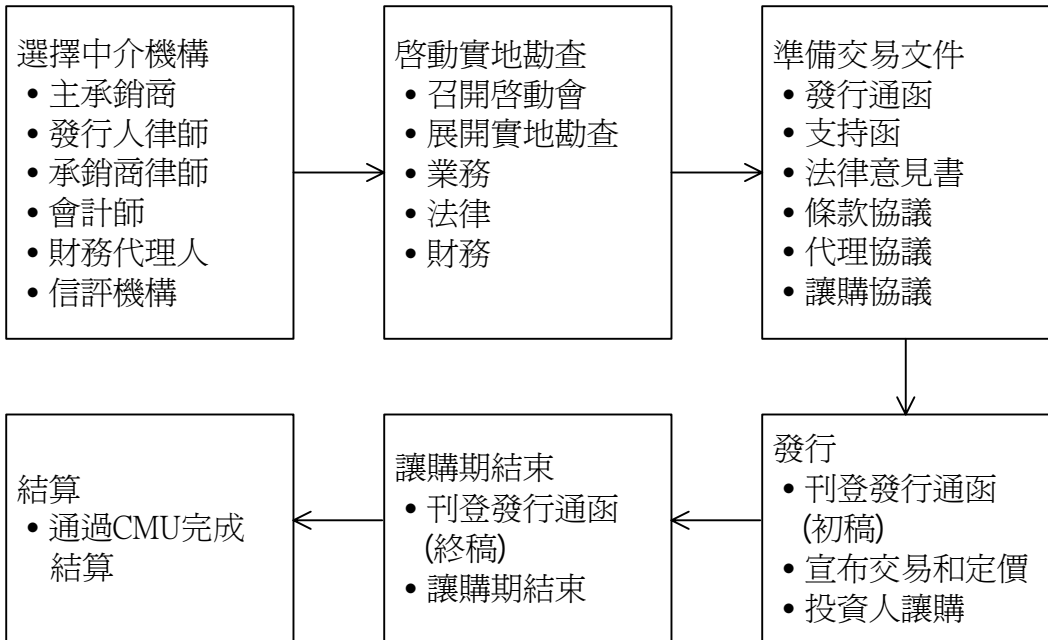 選擇中介機構
• 主承銷商
• 發行人律師
• 承銷商律師
• 會計師
• 財務代理人
• 信評機構
啓動實地勘查
• 召開啓動會
• 展開實地勘查
• 業務
• 法律
• 財務
準備交易文件
• 發行通函
• 支持函
• 法律意見書
• 條款協議
• 代理協議
• 讓購協議
發行
• 刊登發行通函
(初稿)
• 宣布交易和定價
• 投資人讓購
讓購期結束
• 刊登發行通函
(終稿)
• 讓購期結束
結算
• 通過CMU完成
結算